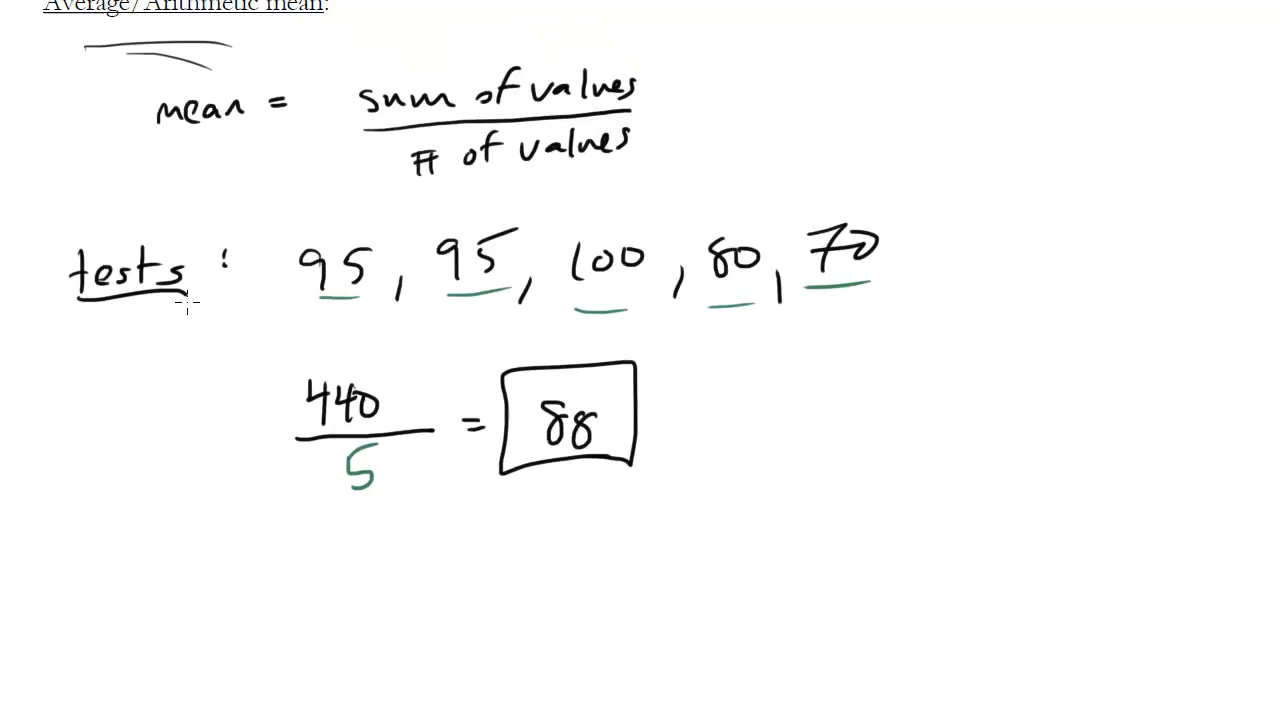 Average/Arithmetic mean:
mean = sum of values
# of values
tests : 95, 95, 100, 80, 70
440
5
= 88